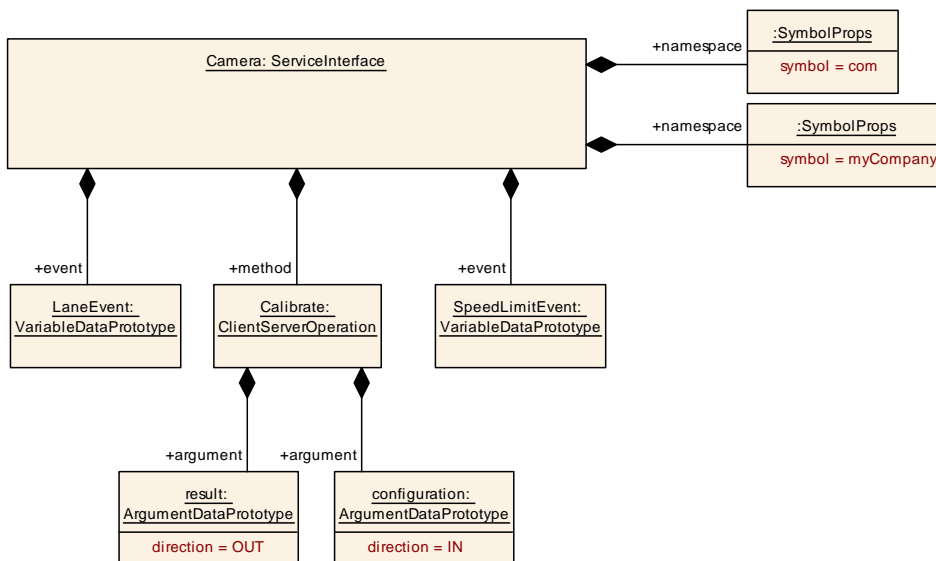 Camera: ServiceInterface
+namespace
:SymbolProps
symbol = com
+namespace
:SymbolProps
symbol = myCompany
+event
+method
+event
LaneEvent:
VariableDataPrototype
Calibrate:
ClientServerOperation
SpeedLimitEvent:
VariableDataPrototype
+argument
+argument
result:
ArgumentDataPrototype
direction = OUT
configuration:
ArgumentDataPrototype
direction = IN